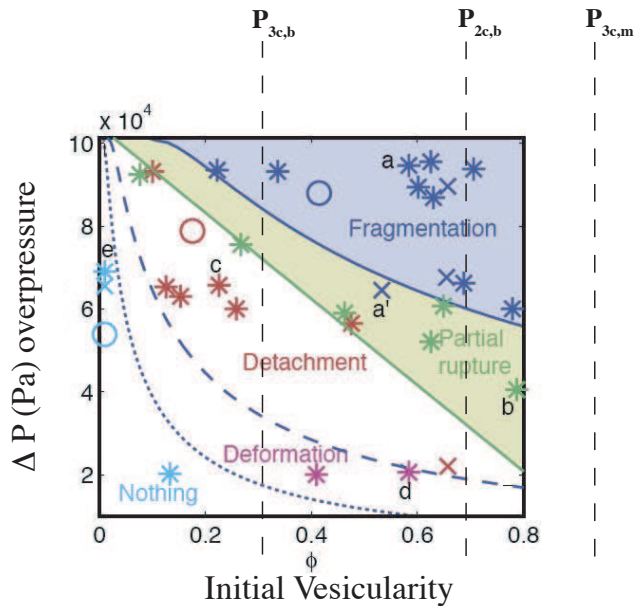 P3c,b
P2c,b
P3c,m
x 10^4
10
8
6
4
2
0
0
0.2
0.4
0.6
0.8
Δ P (Pa) overpressure
a
Fragmentation
e
c
a'
Partial
rupture
Detachment
b
Deformation
d
Nothing
ϕ
Initial Vesicularity